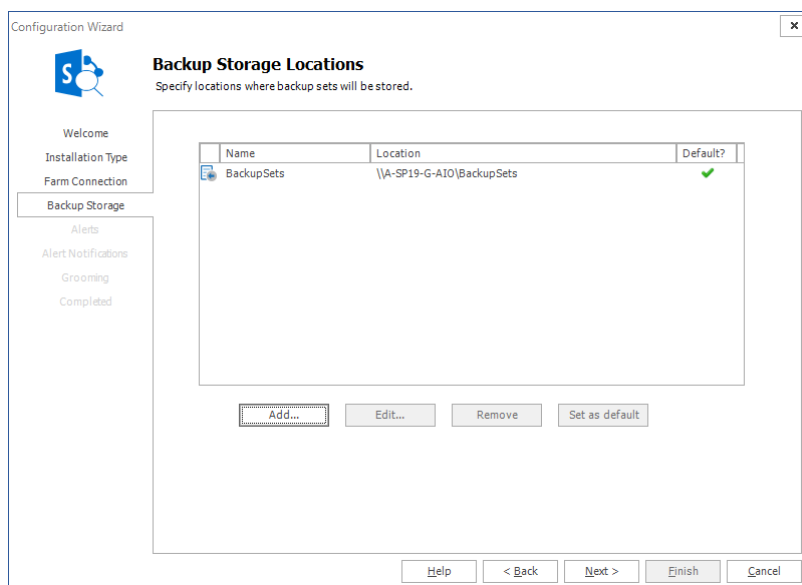 Configuration Wizard
S
Backup Storage Locations
Specify locations where backup sets will be stored.
Welcome
Installation Type
Farm Connection
Backup Storage
Alerts
Alert Notifications
Grooming
Completed
Name Location Default?
BackupSets \\A-SP19-G-AIO\BackupSets
Add... Edit... Remove Set as default
Help < Back Next > Finish Cancel